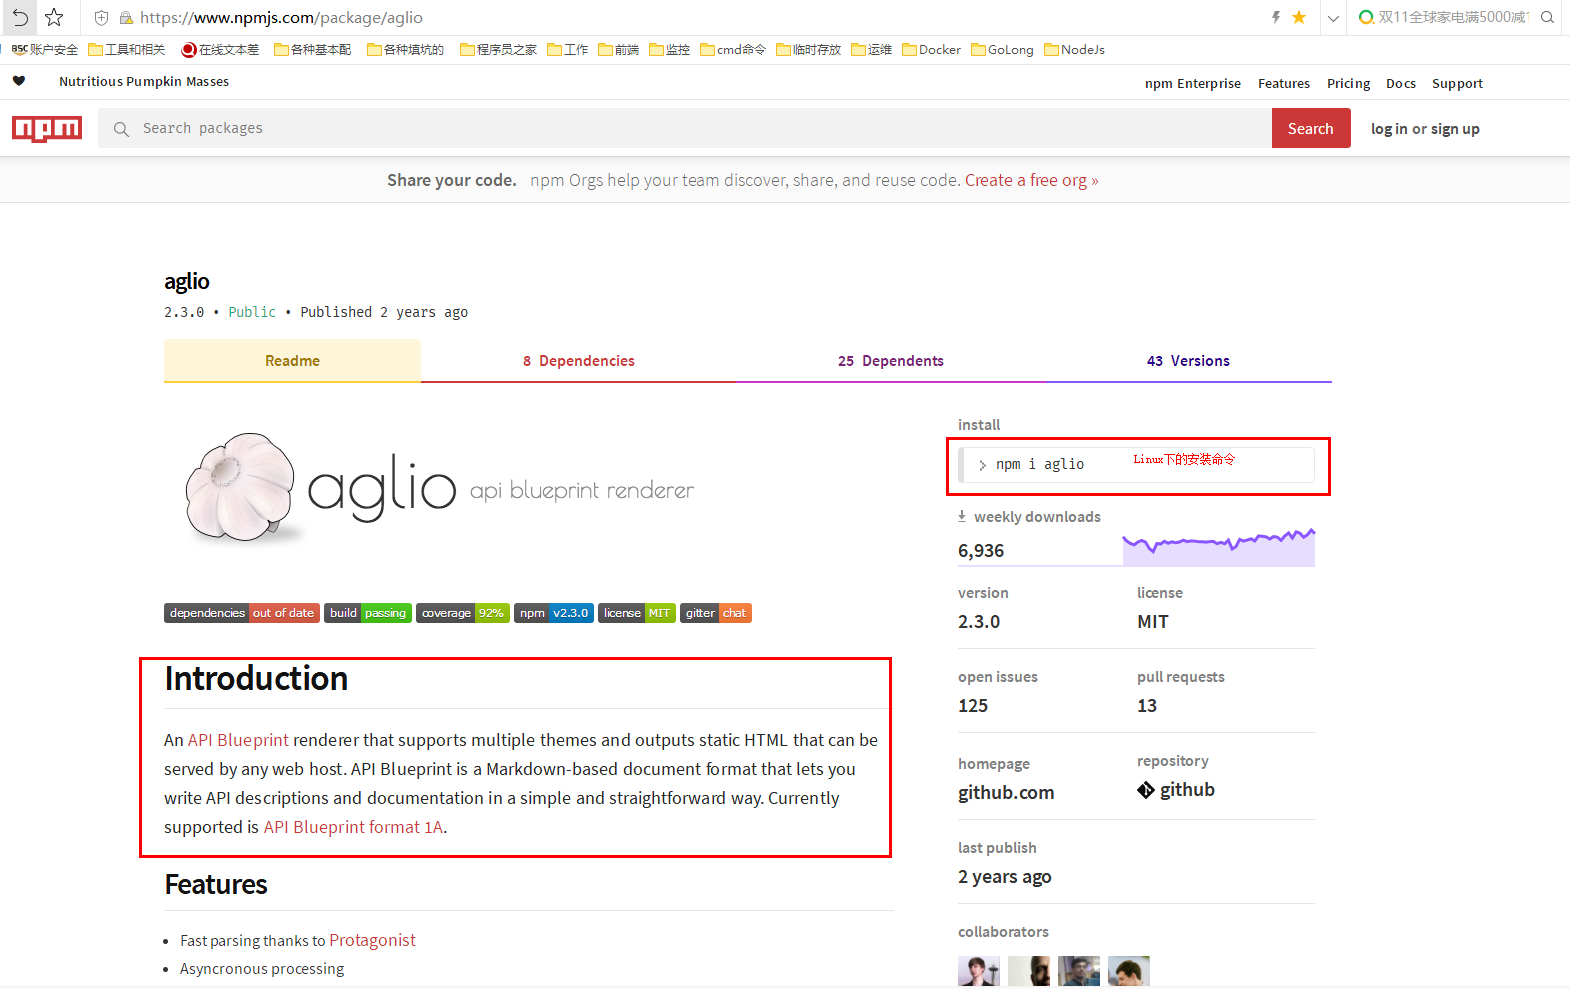 https://www.npmjs.com/package/aglio
双11全球家电满5000减1
BSC 账户安全 工具和相关 在线文本差 各种基本配 各种填坑的 程序员之家 工作 前端 监控 cmd命令 临时存放 运维 Docker GoLong NodeJs
Nutritious Pumpkin Masses
npm Enterprise Features Pricing Docs Support
npm
Search packages
Search
log in or sign up
Share your code. npm Orgs help your team discover, share, and reuse code. Create a free org »
aglio
2.3.0 • Public • Published 2 years ago
Readme
8 Dependencies
25 Dependents
43 Versions
aglio api blueprint renderer
dependencies out of date build passing coverage 92% npm v2.3.0 license MIT gitter chat
Introduction
An API Blueprint renderer that supports multiple themes and outputs static HTML that can be
served by any web host. API Blueprint is a Markdown-based document format that lets you
write API descriptions and documentation in a simple and straightforward way. Currently
supported is API Blueprint format 1A.
Features
• Fast parsing thanks to Protagonist
• Asyncronous processing
install
> npm i aglio
Linux下的安装命令
weekly downloads
6,936
version
2.3.0
license
MIT
open issues
125
pull requests
13
homepage
github.com
repository
github
last publish
2 years ago
collaborators